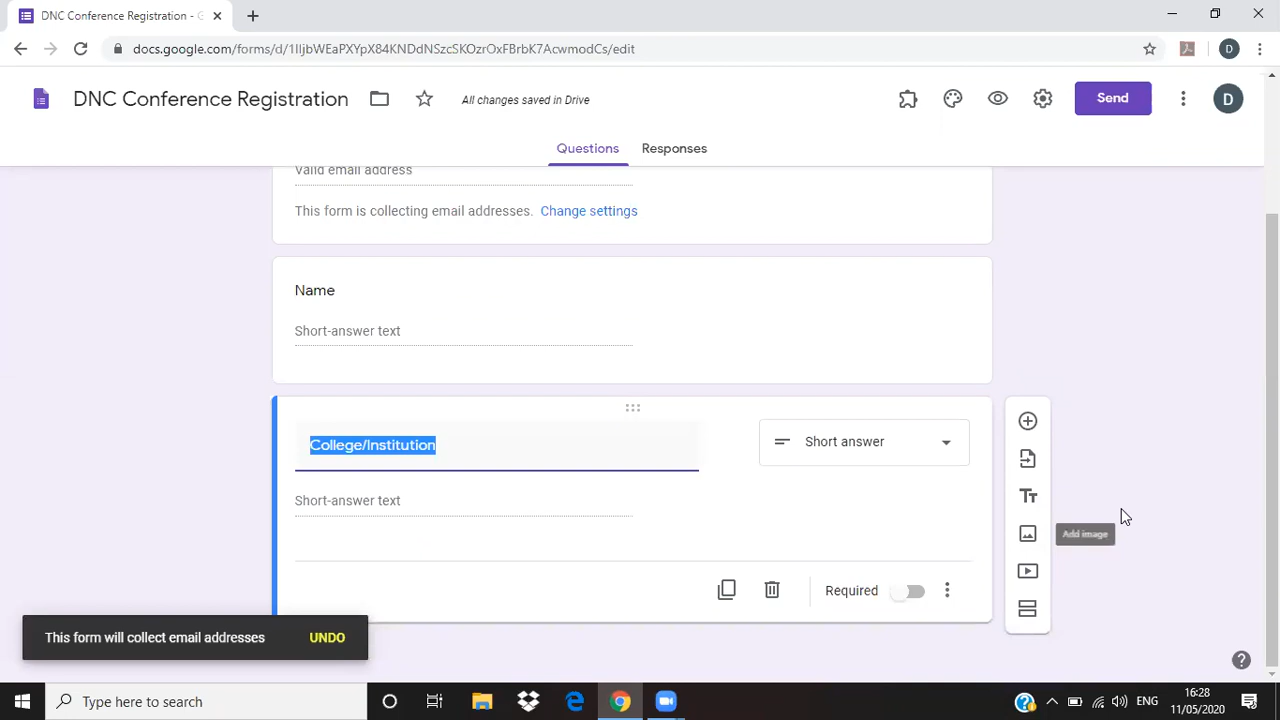 DNC Conference Registration - G
docs.google.com/forms/d/1lIjbWEaPXYpX84KNDdNSzcSKOzrOxFBrbK7AcwmodCs/edit
DNC Conference Registration
All changes saved in Drive
Send
D
Questions
Responses
Valid email address
This form is collecting email addresses. Change settings
Name
Short-answer text
College/Institution
Short answer
Short-answer text
Add image
Required
This form will collect email addresses
UNDO
Type here to search
ENG
16:28
11/05/2020